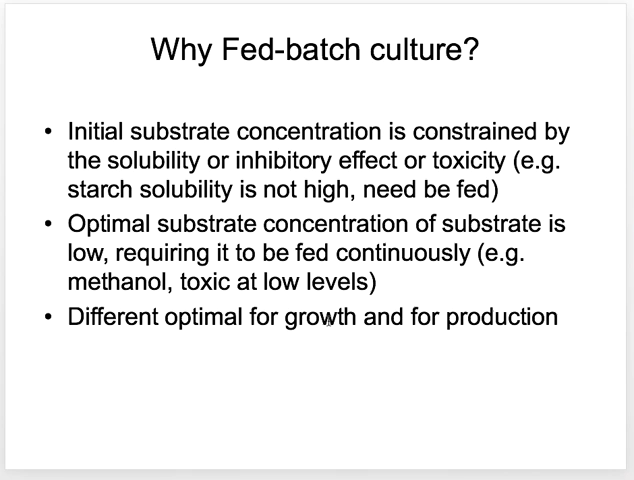 Why Fed-batch culture?
• Initial substrate concentration is constrained by
the solubility or inhibitory effect or toxicity (e.g.
starch solubility is not high, need be fed)
• Optimal substrate concentration of substrate is
low, requiring it to be fed continuously (e.g.
methanol, toxic at low levels)
• Different optimal for growth and for production